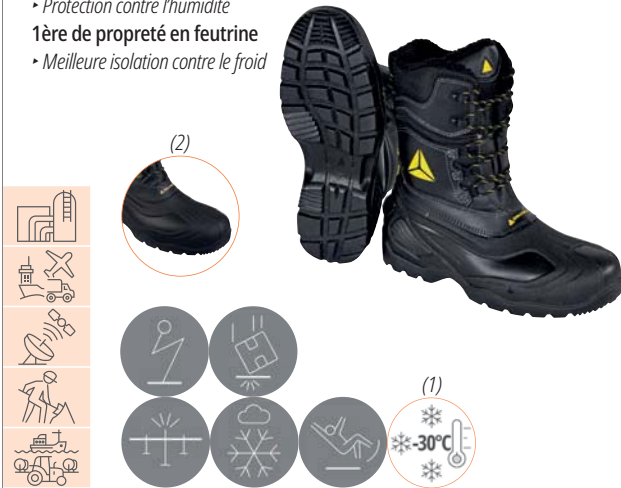 ‣ Protection contre l'humidité
1ère de propreté en feutrine
‣ Meilleure isolation contre le froid
(2)
(1)
-30°C